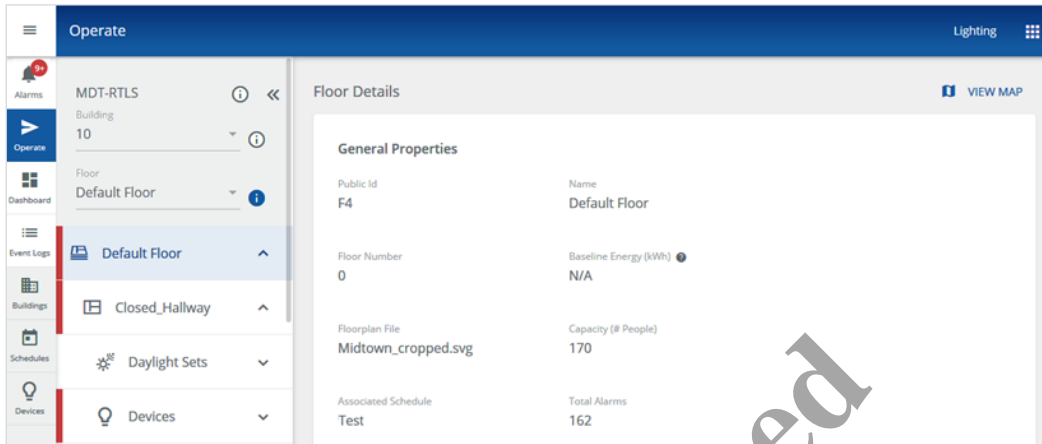 Operate
Lighting
9+
Alarms
Operate
Dashboard
Event Logs
Buildings
Schedules
Devices
MDT-RTLS
Building
10
Floor
Default Floor
Default Floor
Closed_Hallway
Daylight Sets
Devices
Floor Details
VIEW MAP
General Properties
Public Id Name
F4 Default Floor
Floor Number Baseline Energy (kWh)
0 N/A
Floorplan File Capacity (# People)
Midtown_cropped.svg 170
Associated Schedule Total Alarms
Test 162